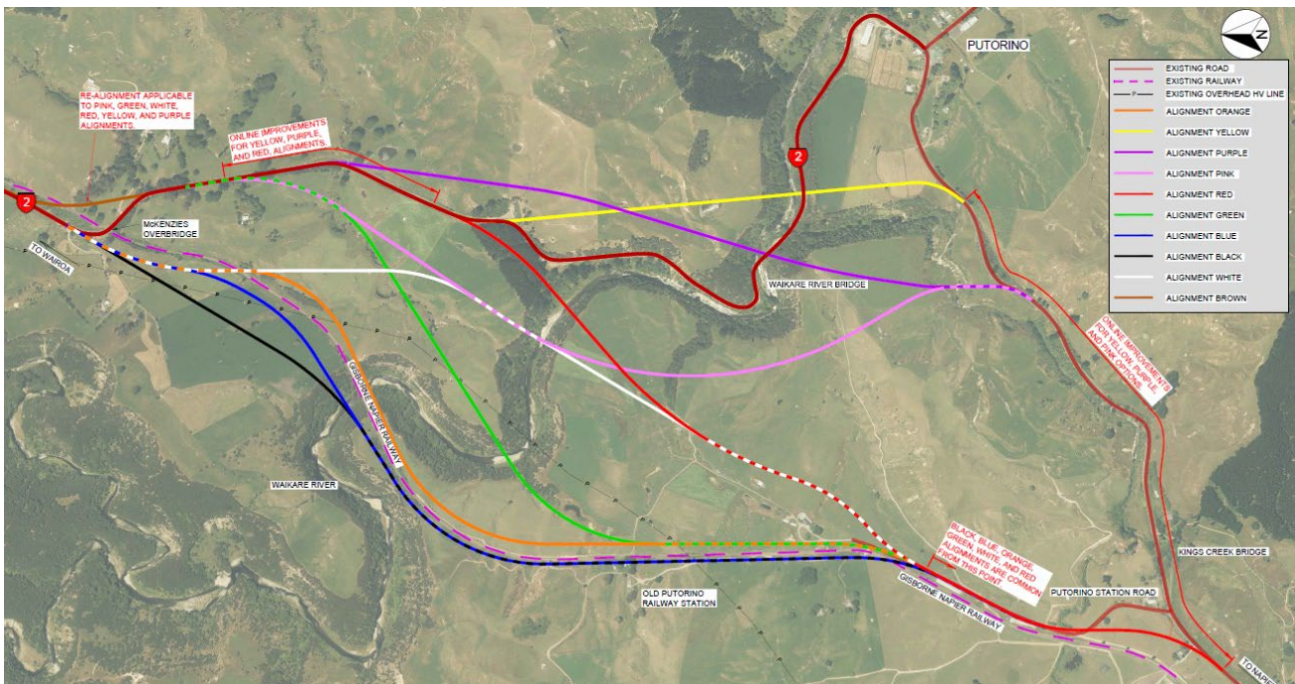 PUTORINO
N
EXISTING ROAD
EXISTING RAILWAY
P
EXISTING OVERHEAD HV LINE
ALIGNMENT ORANGE
ALIGNMENT YELLOW
ALIGNMENT PURPLE
ALIGNMENT PINK
ALIGNMENT RED
ALIGNMENT GREEN
ALIGNMENT BLUE
ALIGNMENT BLACK
ALIGNMENT WHITE
ALIGNMENT BROWN
RE-ALIGNMENT APPLICABLE
TO PINK, GREEN, WHITE,
RED, YELLOW, AND PURPLE
ALIGNMENTS.
ONLINE IMPROVEMENTS
FOR YELLOW, PURPLE,
AND RED, ALIGNMENTS.
2
2
McKENZIES
OVERBRIDGE
TO WAIROA
WAIKARE RIVER BRIDGE
ONLINE IMPROVEMENTS
FOR YELLOW, PURPLE,
AND PINK OPTIONS.
GISBORNE NAPIER RAILWAY
WAIKARE RIVER
BLACK, BLUE, ORANGE,
GREEN, WHITE, AND RED
ALIGNMENTS ARE COMMON
FROM THIS POINT
KINGS CREEK BRIDGE
OLD PUTORINO
RAILWAY STATION
GISBORNE NAPIER RAILWAY
PUTORINO STATION ROAD
TO NAPIE